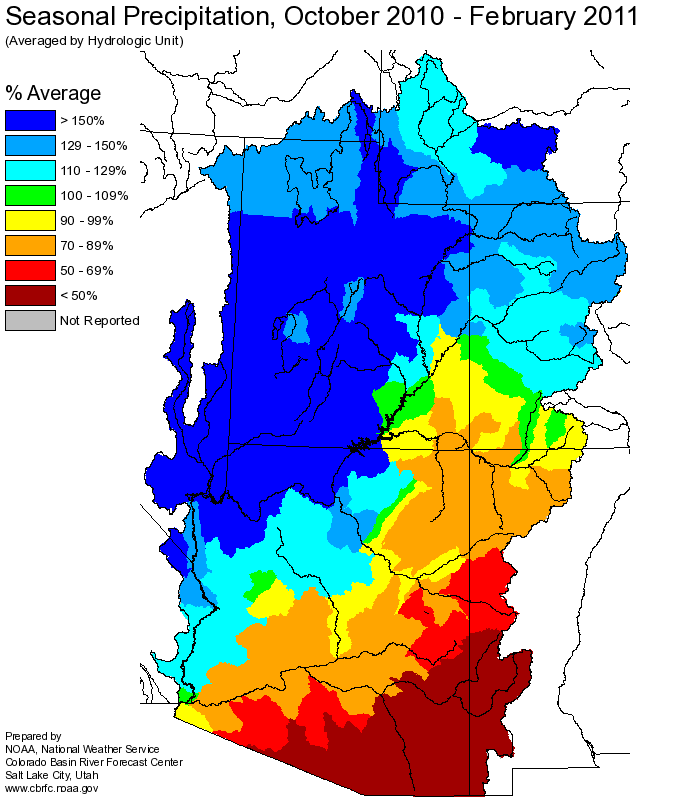 Seasonal Precipitation, October 2010 - February 2011
(Averaged by Hydrologic Unit)
% Average
> 150%
129 - 150%
110 - 129%
100 - 109%
90 - 99%
70 - 89%
50 - 69%
< 50%
Not Reported
Prepared by
NOAA, National Weather Service
Colorado Basin River Forecast Center
Salt Lake City, Utah
www.cbrfc.noaa.gov